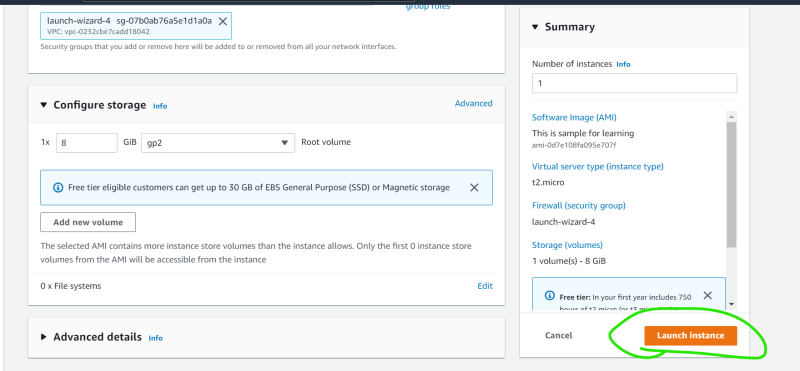 group rules
launch-wizard-4 sg-07b0ab76a5e1d1a0a
VPC: vpc-0232cbe7cadd18042
Security groups that you add or remove here will be added to or removed from all your network interfaces.
Configure storage Info
Advanced
1x 8 GiB gp2 Root volume
Free tier eligible customers can get up to 30 GB of EBS General Purpose (SSD) or Magnetic storage
Add new volume
The selected AMI contains more instance store volumes than the instance allows. Only the first 0 instance store
volumes from the AMI will be accessible from the instance
0 x File systems
Edit
Advanced details Info
Summary
Number of instances Info
1
Software Image (AMI)
This is sample for learning
ami-0d7e108fa095e707f
Virtual server type (instance type)
t2.micro
Firewall (security group)
launch-wizard-4
Storage (volumes)
1 volume(s) - 8 GiB
Free tier: In your first year includes 750
hours of t2.micro (or t3.micro
Cancel
Launch instance